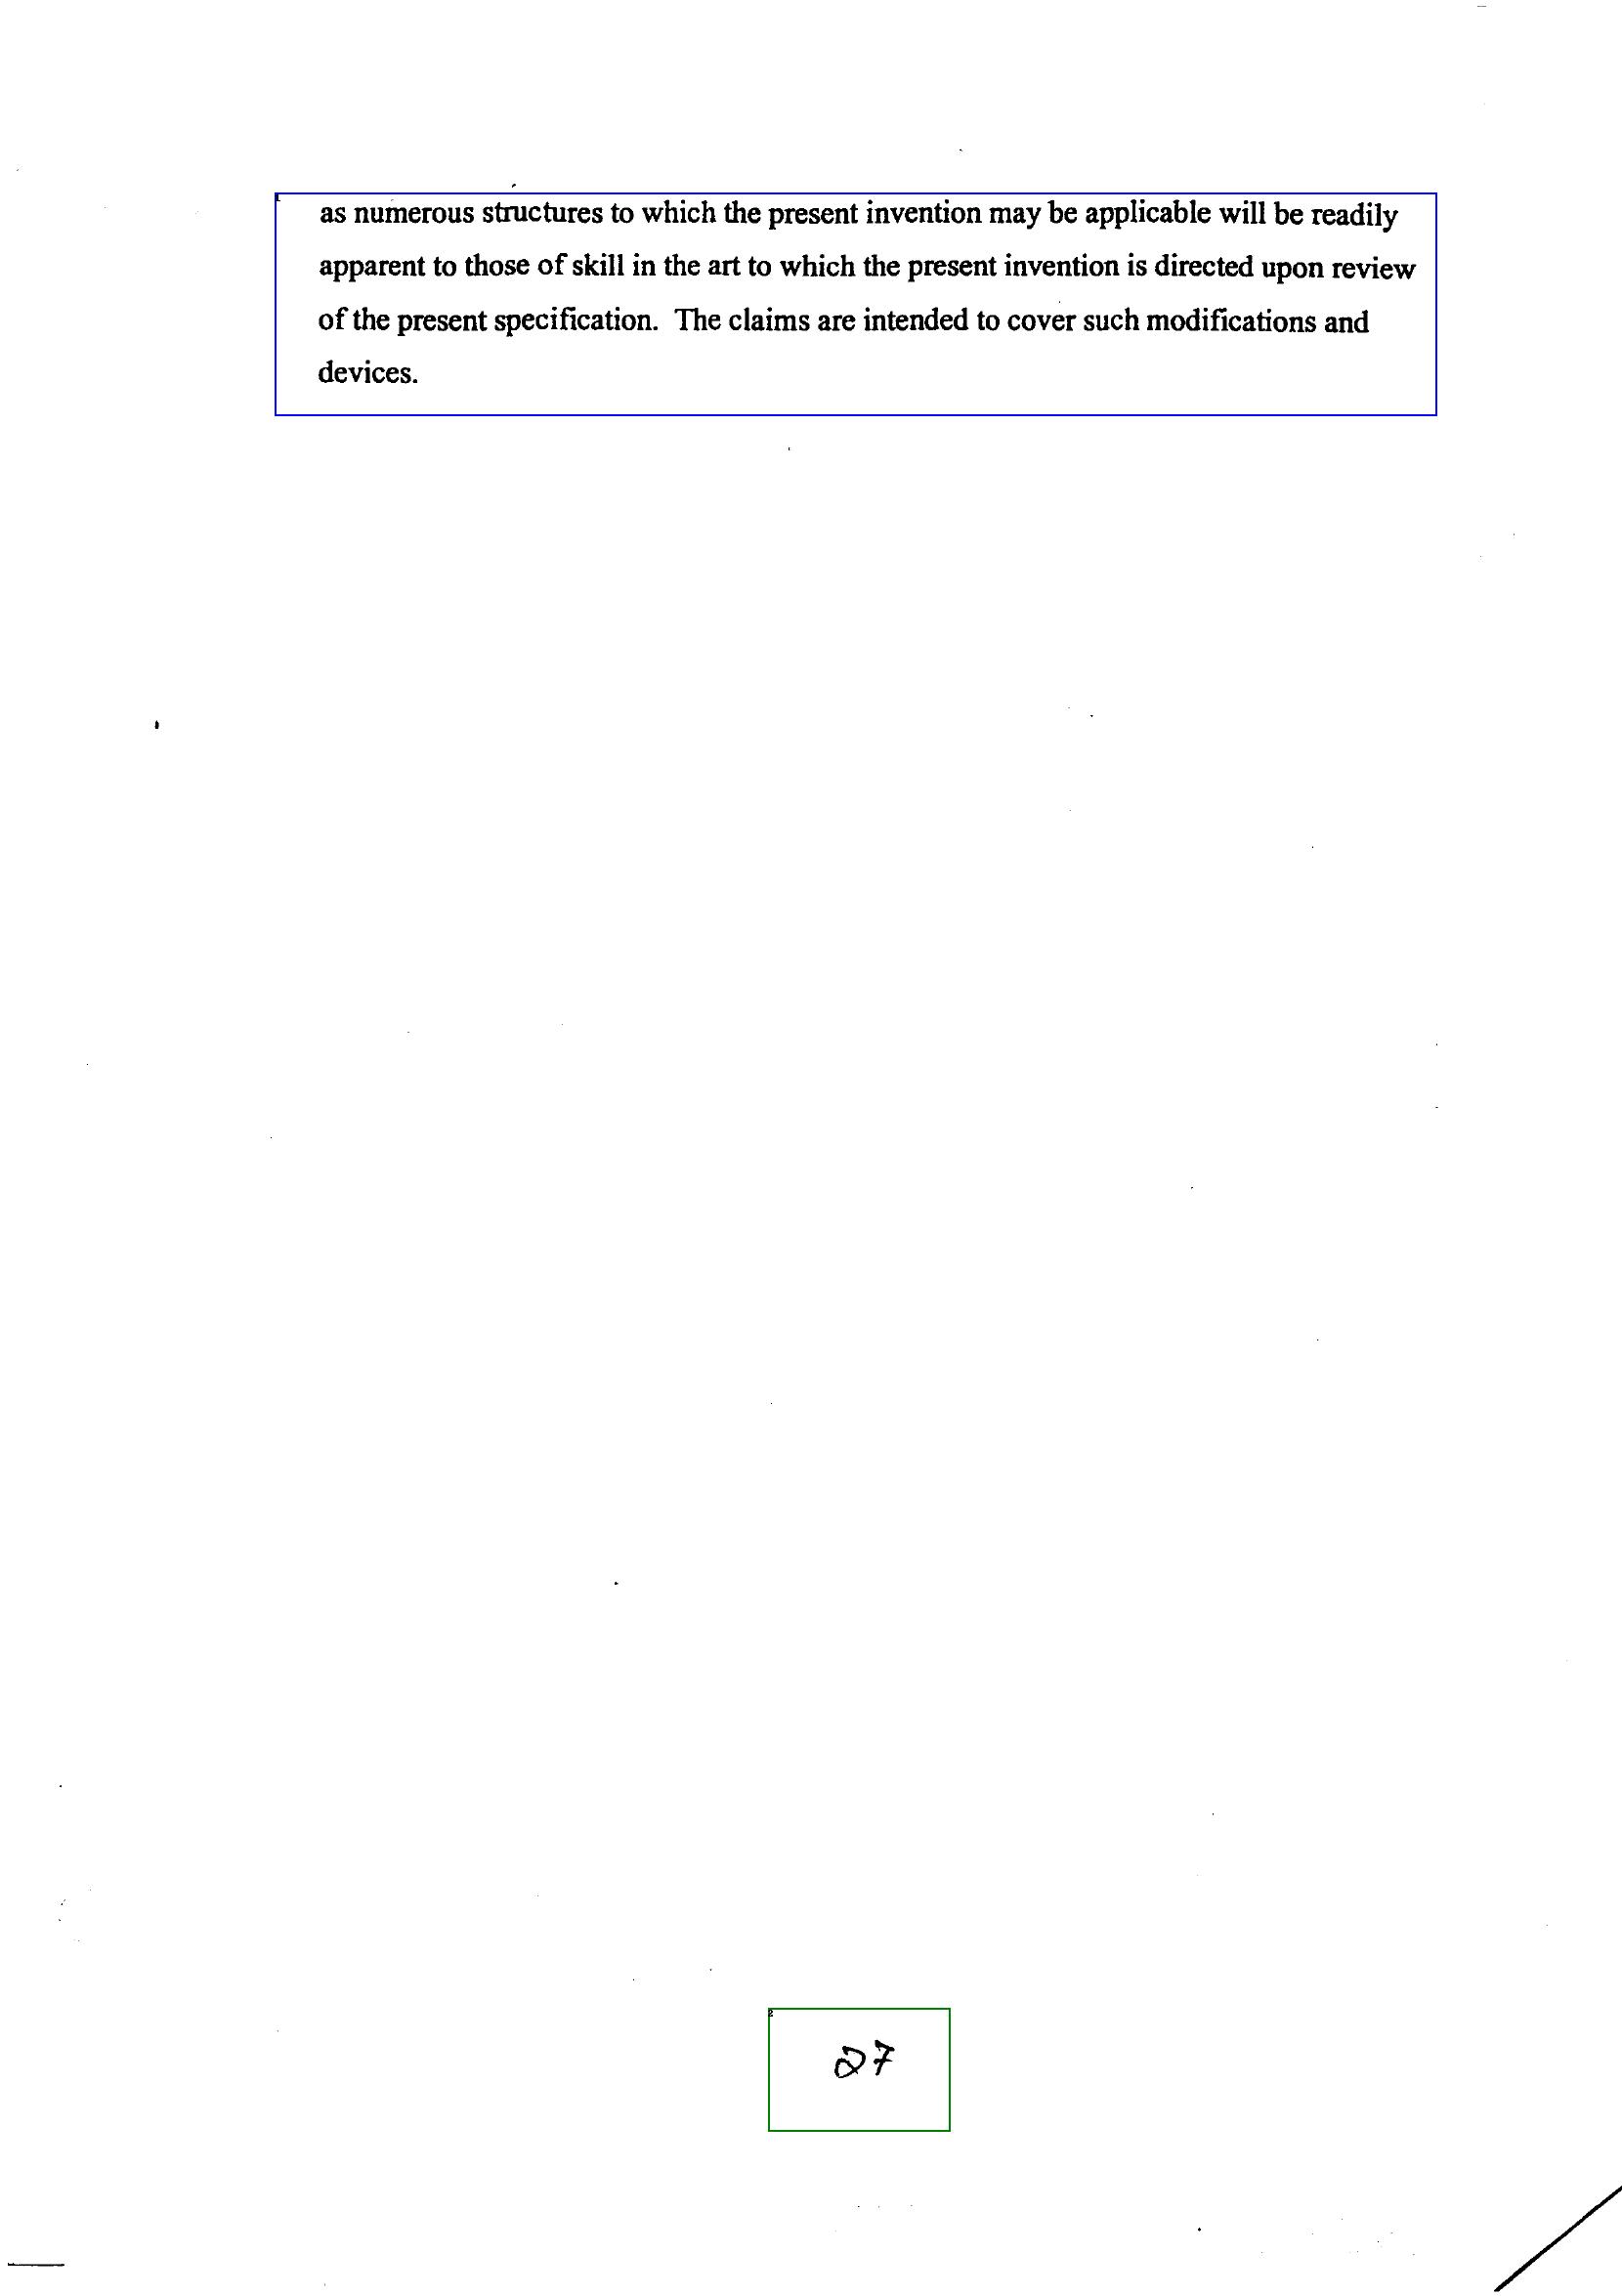 as numerous structures to which the present invention may be applicable will be readily
apparent to those of skill in the art to which the present invention is directed upon review
of the present specification. The claims are intended to cover such modifications and
devices.
27